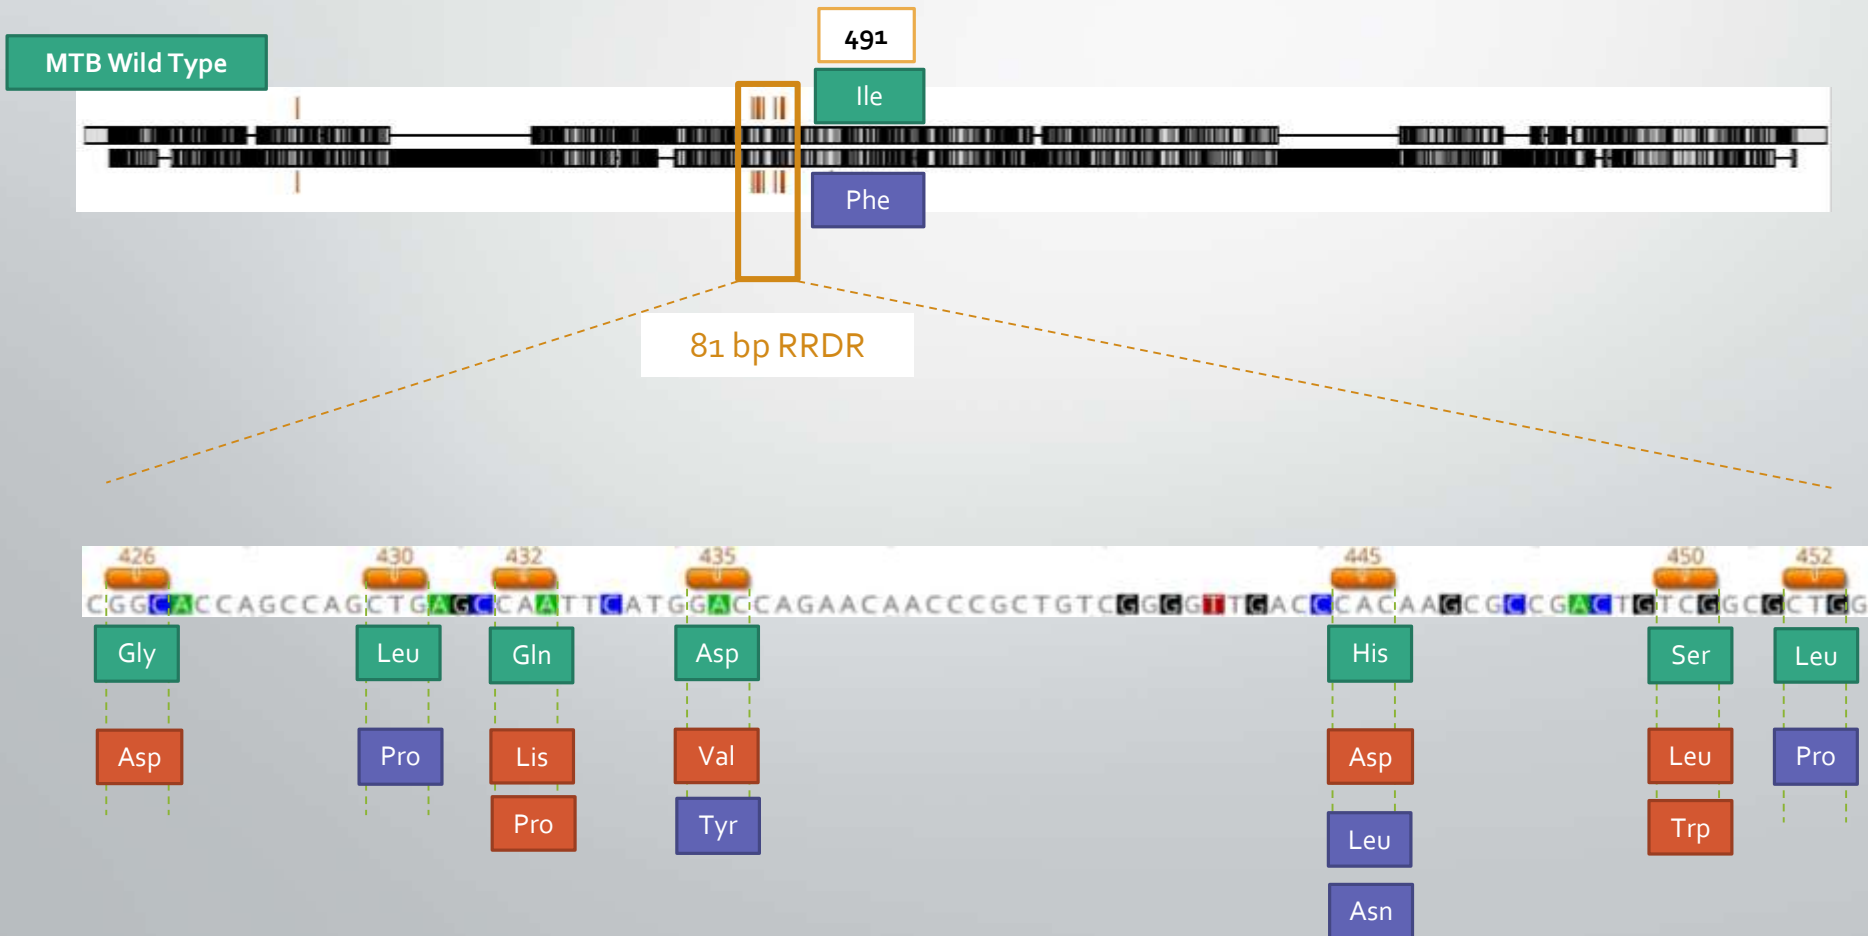 491
MTB Wild Type
Ile
Phe
81 bp RRDR
426 430 432 435 445 450 452
CGGCACCAGCCAGCTGAGCCAATTCATGGACCAGAACAACCCGCTGTCGGGGTTGACCCACAAGCGCCGACTGTCGGCGCTGG
Gly Leu Gln Asp His Ser Leu
Asp Pro Lis Val Asp Leu Pro
Pro Tyr Leu Trp
Asn